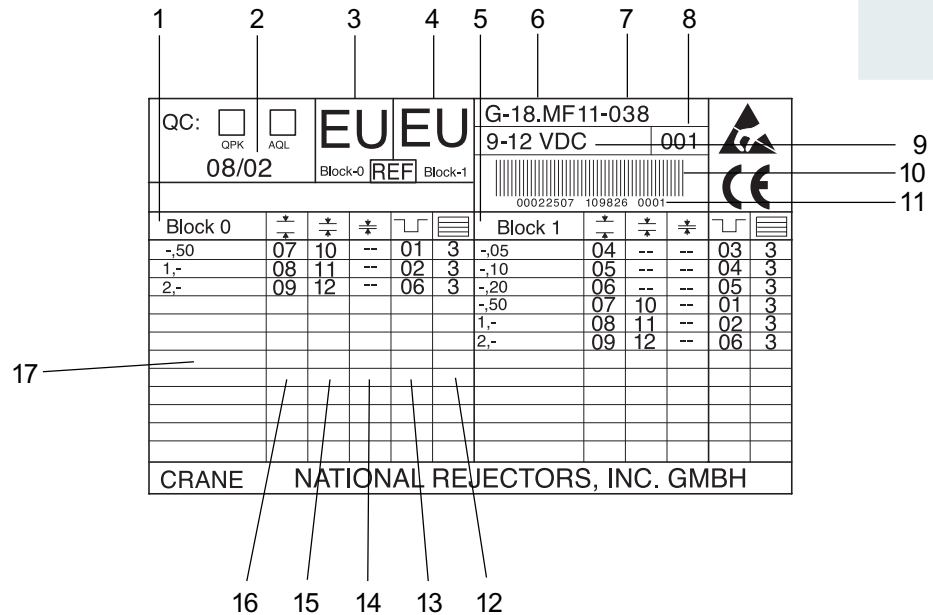 1 2 3 4 5 6 7 8
QC: QPK AQL
08/02
EU EU
Block-0 REF Block-1
G-18.MF11-038
9-12 VDC 001
9
10
00022507 109826 0001
11
CE
Block 0 Block 1
-,50 07 10 -- 01 3 -,05 04 -- -- 03 3
1,- 08 11 -- 02 3 -,10 05 -- -- 04 3
2,- 09 12 -- 06 3 -,20 06 -- -- 05 3
-,50 07 10 -- 01 3
1,- 08 11 -- 02 3
2,- 09 12 -- 06 3
17
CRANE NATIONAL REJECTORS, INC. GMBH
16 15 14 13 12